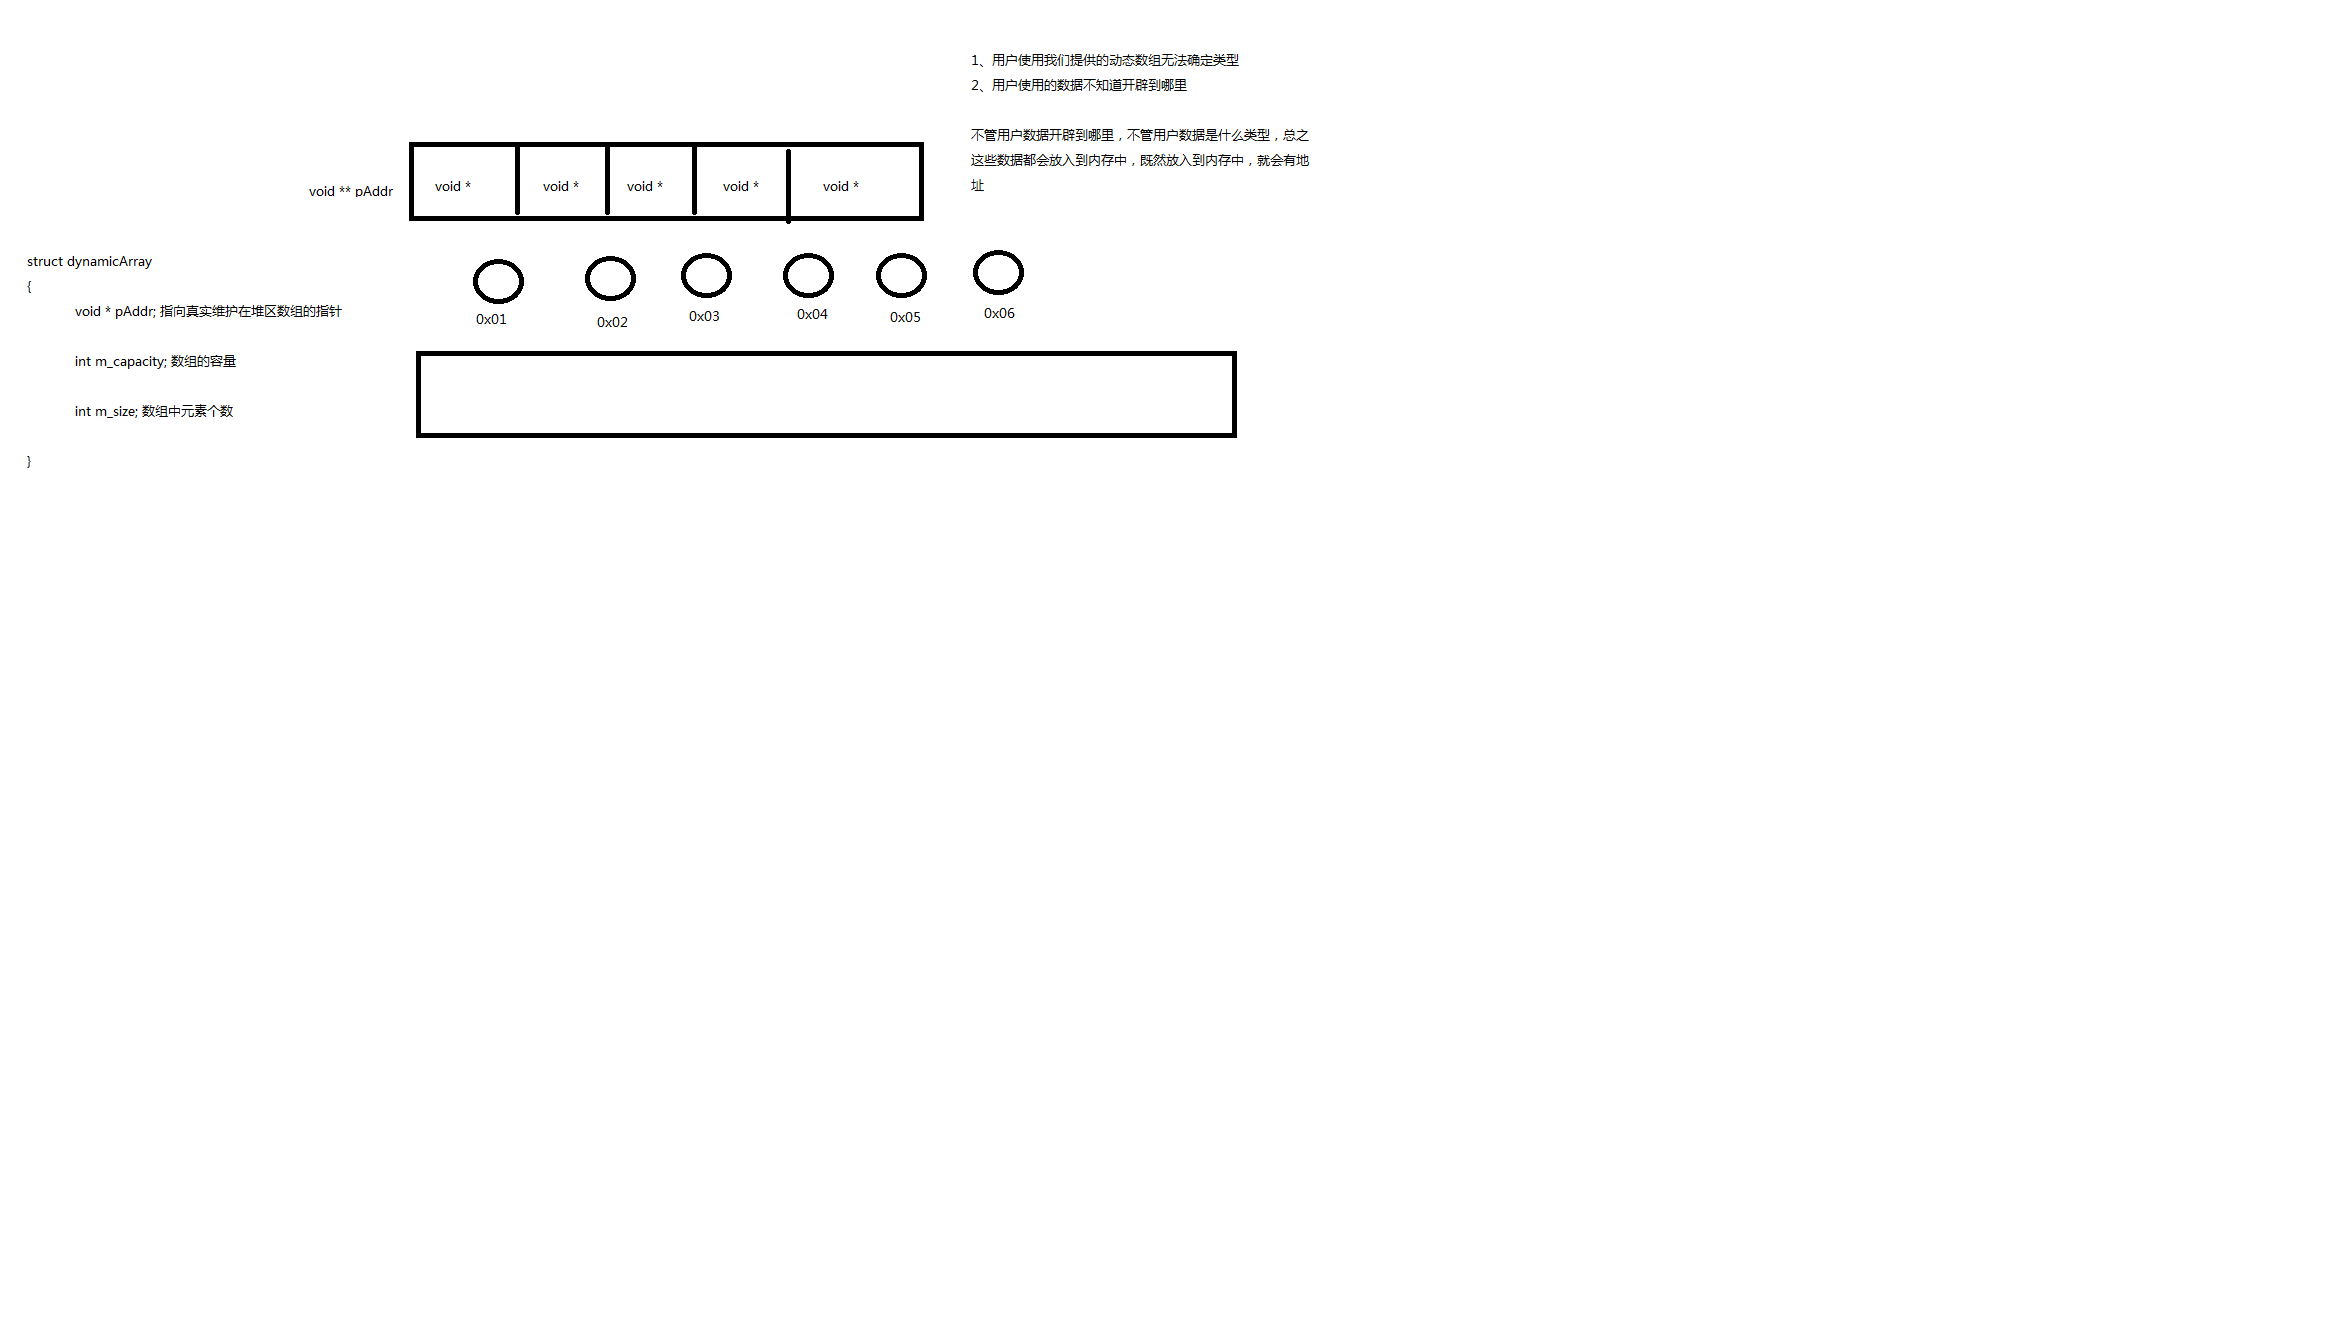 1、用户使用我们提供的动态数组无法确定类型
2、用户使用的数据不知道开辟到哪里
不管用户数据开辟到哪里，不管用户数据是什么类型，总之
这些数据都会放入到内存中，既然放入到内存中，就会有地
址
void ** pAddr
void *
void *
void *
void *
void *
struct dynamicArray
{
void * pAddr; 指向真实维护在堆区数组的指针
int m_capacity; 数组的容量
int m_size; 数组中元素个数
}
0x01
0x02
0x03
0x04
0x05
0x06